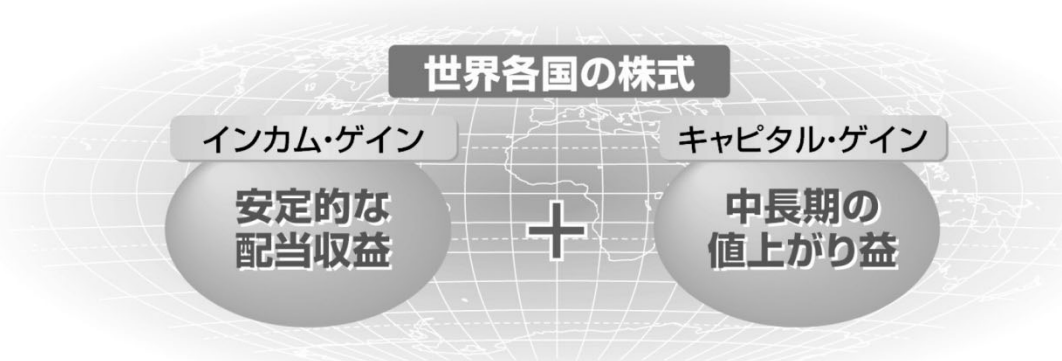 世界各国の株式
インカム・ゲイン
安定的な
配当収益
＋
キャピタル・ゲイン
中長期の
値上がり益